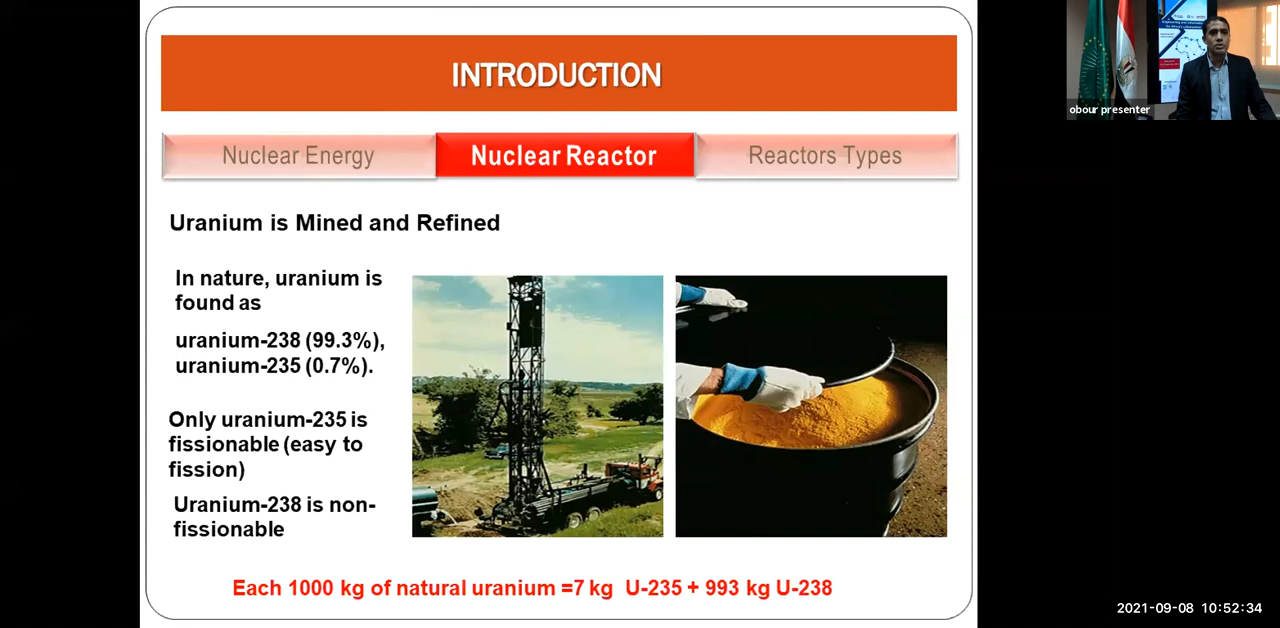 INTRODUCTION
Nuclear Energy
Nuclear Reactor
Reactors Types
Uranium is Mined and Refined
In nature, uranium is
found as
uranium-238 (99.3%),
uranium-235 (0.7%).
Only uranium-235 is
fissionable (easy to
fission)
Uranium-238 is non-
fissionable
Each 1000 kg of natural uranium =7 kg U-235 + 993 kg U-238
obour presenter
2021-09-08 10:52:34